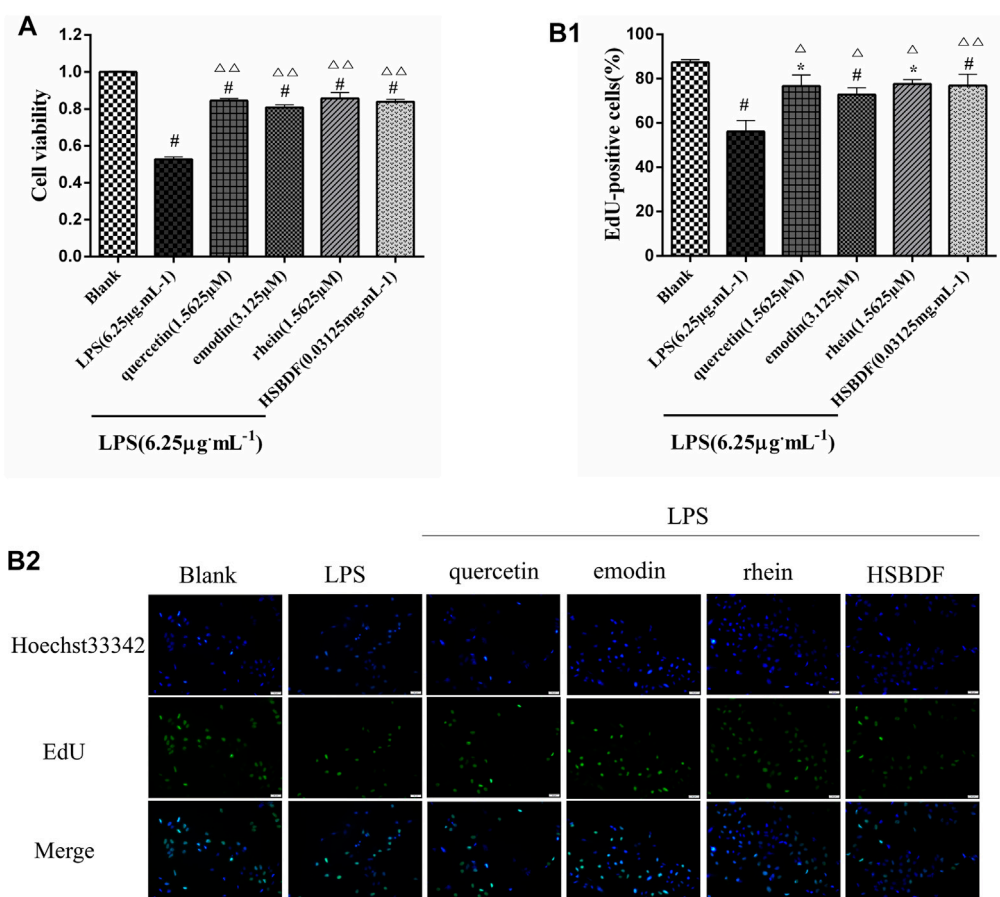 A
Cell viability
1.2
1.0
0.8
0.6
0.4
0.2
0.0
#
△△
#
△△
#
△△
#
△△
#
Blank
LPS(6.25μg.mL-1)
quercetin(1.5625μM)
emodin(3.125μM)
rhein(1.5625μM)
HSBDF(0.03125mg.mL-1)
LPS(6.25μg·mL⁻¹)
B1
EdU-positive cells(%)
100
80
60
40
20
0
#
△
*
△
#
△
*
△△
#
Blank
LPS(6.25μg.mL-1)
quercetin(1.5625μM)
emodin(3.125μM)
rhein(1.5625μM)
HSBDF(0.03125mg.mL-1)
LPS(6.25μg·mL⁻¹)
LPS
B2
Blank LPS quercetin emodin rhein HSBDF
Hoechst33342
EdU
Merge